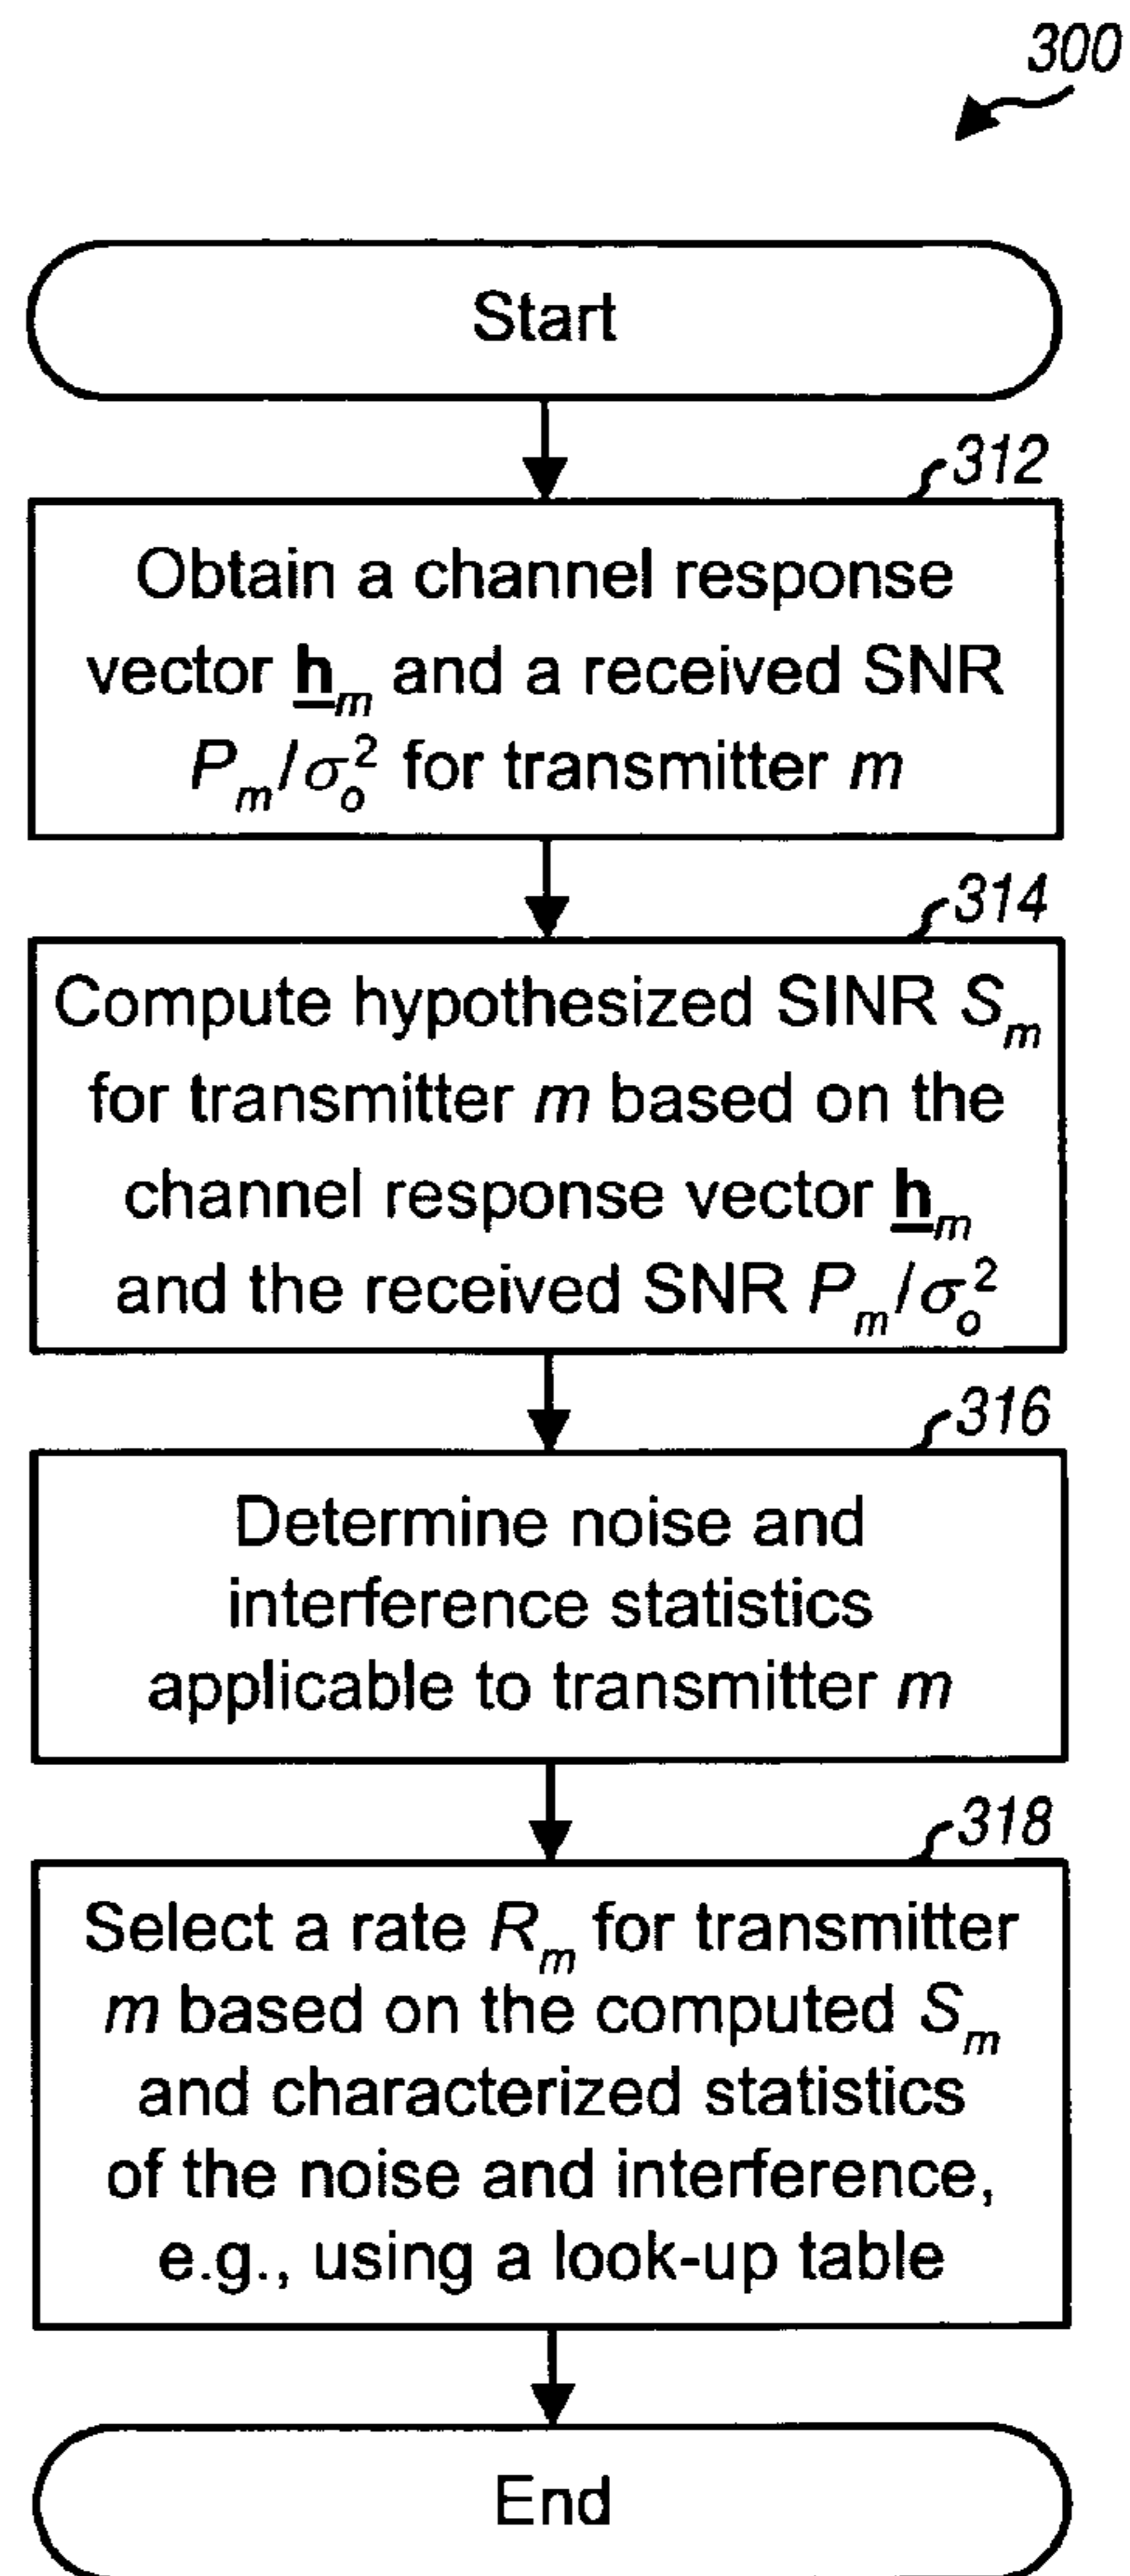 300
Start
312
Obtain a channel response
vector h_m and a received SNR
P_m/σ_o^2 for transmitter m
314
Compute hypothesized SINR S_m
for transmitter m based on the
channel response vector h_m
and the received SNR P_m/σ_o^2
316
Determine noise and
interference statistics
applicable to transmitter m
318
Select a rate R_m for transmitter
m based on the computed S_m
and characterized statistics
of the noise and interference,
e.g., using a look-up table
End